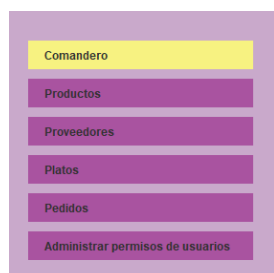 Comandero
Productos
Proveedores
Platos
Pedidos
Administrar permisos de usuarios